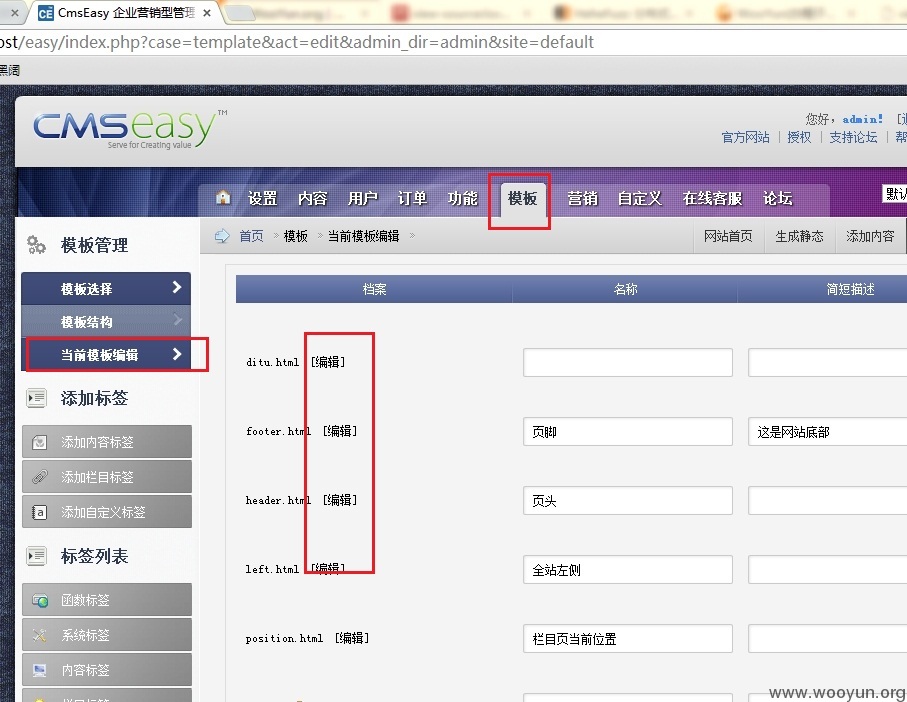 CmsEasy 企业营销型管理
ost/easy/index.php?case=template&act=edit&admin_dir=admin&site=default
黑阔
CMSeasy™
Serve for Creating value
您好，admin!
官方网站 | 授权 | 支持论坛 | 帮
设置 内容 用户 订单 功能 模板 营销 自定义 在线客服 论坛
默认
模板管理
首页 > 模板 > 当前模板编辑 >
网站首页 生成静态 添加内容
模板选择
模板结构
当前模板编辑
添加标签
添加内容标签
添加栏目标签
添加自定义标签
标签列表
函数标签
系统标签
内容标签
档案 名称 简短描述
ditu.html [编辑]
footer.html [编辑] 页脚 这是网站底部
header.html [编辑] 页头
left.html [编辑] 全站左侧
position.html [编辑] 栏目页当前位置
www.wooyun.org